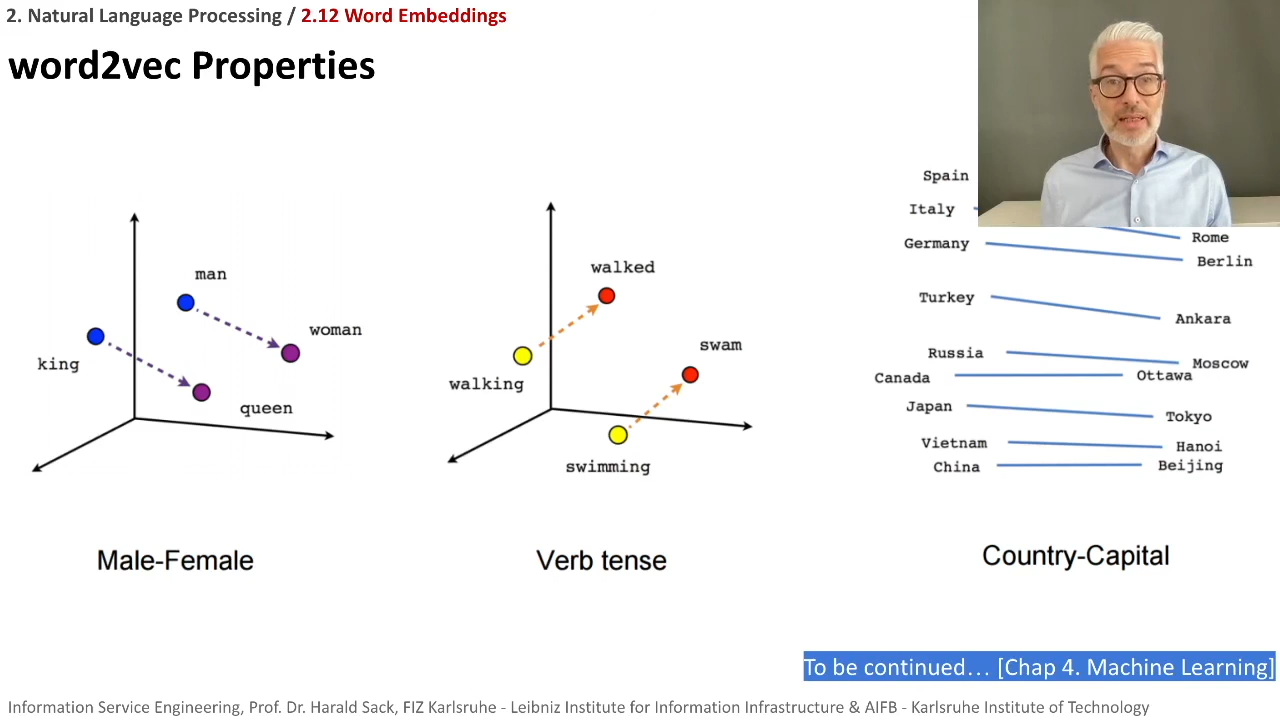 2. Natural Language Processing / 2.12 Word Embeddings
word2vec Properties
man
woman
king
queen
Male-Female
walked
swam
walking
swimming
Verb tense
Spain
Italy Rome
Germany Berlin
Turkey Ankara
Russia Moscow
Canada Ottawa
Japan Tokyo
Vietnam Hanoi
China Beijing
Country-Capital
To be continued… [Chap 4. Machine Learning]
Information Service Engineering, Prof. Dr. Harald Sack, FIZ Karlsruhe - Leibniz Institute for Information Infrastructure & AIFB - Karlsruhe Institute of Technology